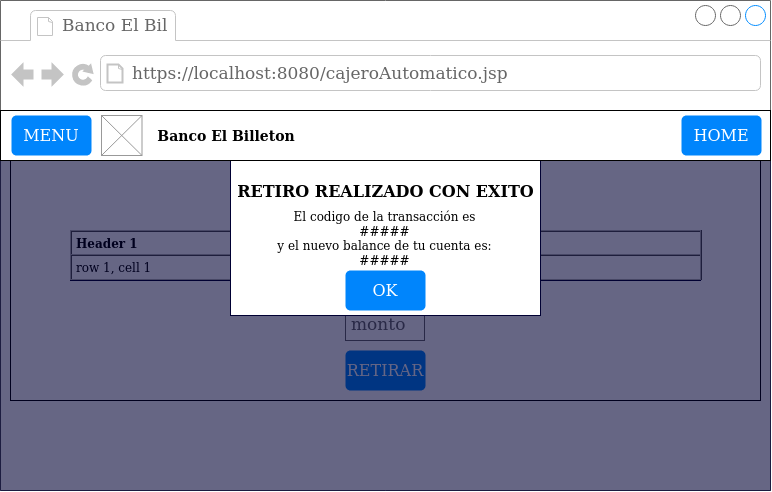 Banco El Bil
https://localhost:8080/cajeroAutomatico.jsp
MENU
Banco El Billeton
HOME
RETIRO REALIZADO CON EXITO
El codigo de la transacción es
#####
y el nuevo balance de tu cuenta es:
#####
OK
Header 1
row 1, cell 1
monto
RETIRAR